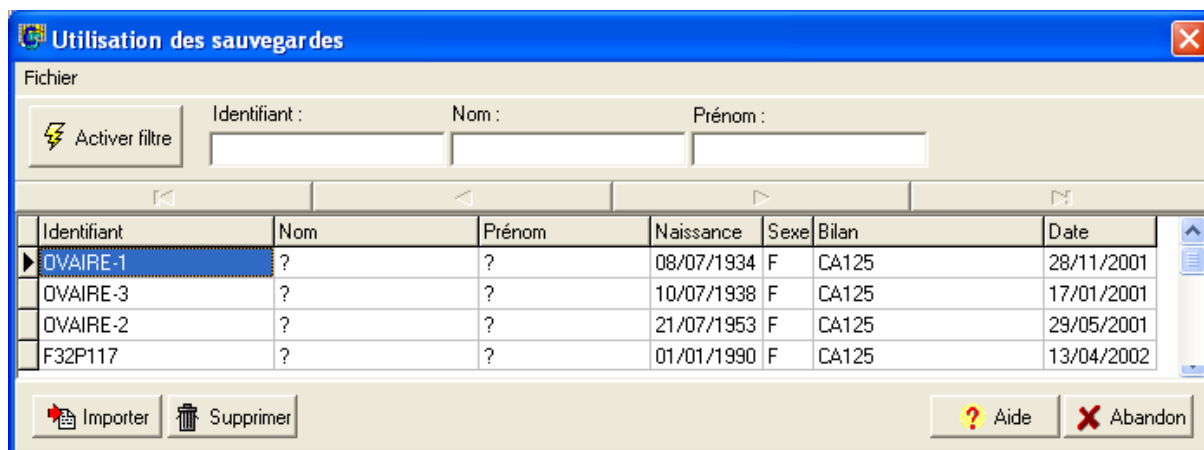 Utilisation des sauvegardes
Fichier
Activer filtre Identifiant : Nom : Prénom :
Identifiant Nom Prénom Naissance Sexe Bilan Date
OVAIRE-1 ? ? 08/07/1934 F CA125 28/11/2001
OVAIRE-3 ? ? 10/07/1938 F CA125 17/01/2001
OVAIRE-2 ? ? 21/07/1953 F CA125 29/05/2001
F32P117 ? ? 01/01/1990 F CA125 13/04/2002
Importer Supprimer ? Aide Abandon